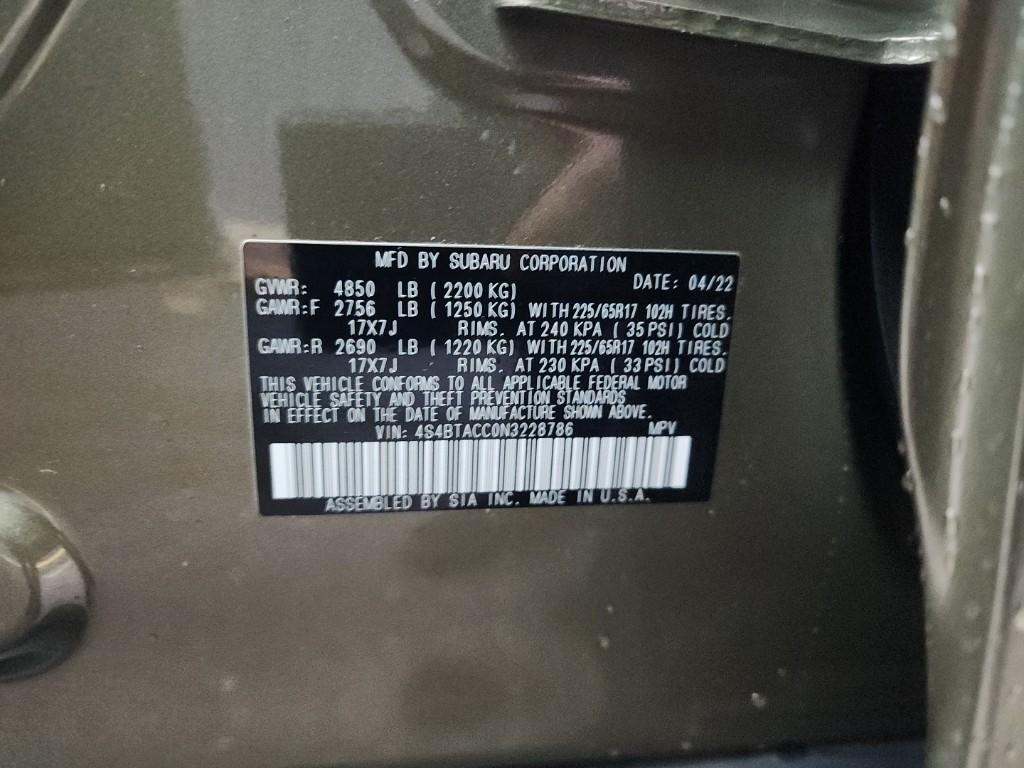 MFD BY SUBARU CORPORATION
DATE: 04/22
GVWR: 4850 LB ( 2200 KG)
GAWR:F 2756 LB ( 1250 KG) WITH 225/65R17 102H TIRES.
17X7J RIMS. AT 240 KPA ( 35 PSI) COLD
GAWR:R 2690 LB ( 1220 KG) WITH 225/65R17 102H TIRES.
17X7J RIMS. AT 230 KPA ( 33 PSI) COLD
THIS VEHICLE CONFORMS TO ALL APPLICABLE FEDERAL MOTOR
VEHICLE SAFETY AND THEFT PREVENTION STANDARDS
IN EFFECT ON THE DATE OF MANUFACTURE SHOWN ABOVE.
VIN: 4S4BTACC0N3228786 MPV
ASSEMBLED BY SIA INC. MADE IN U.S.A.